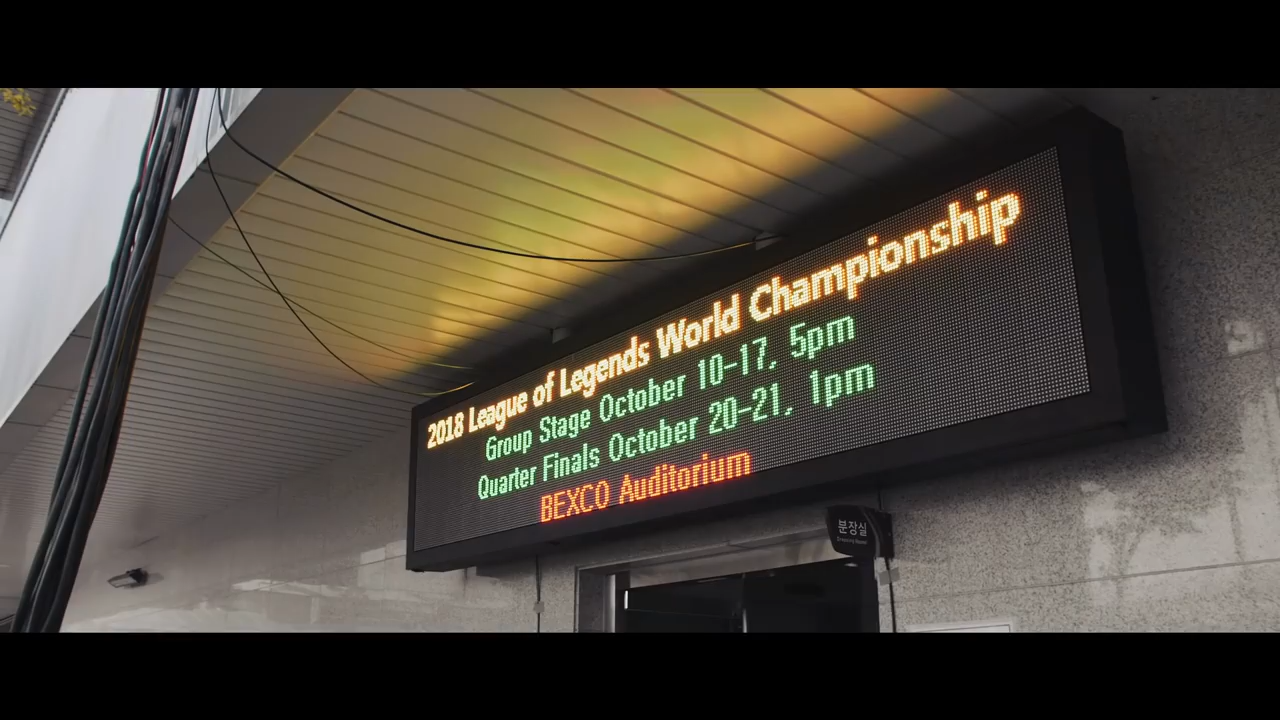 2018 League of Legends World Championship
Group Stage October 10-17, 5pm
Quarter Finals October 20-21, 1pm
BEXCO Auditorium
분장실